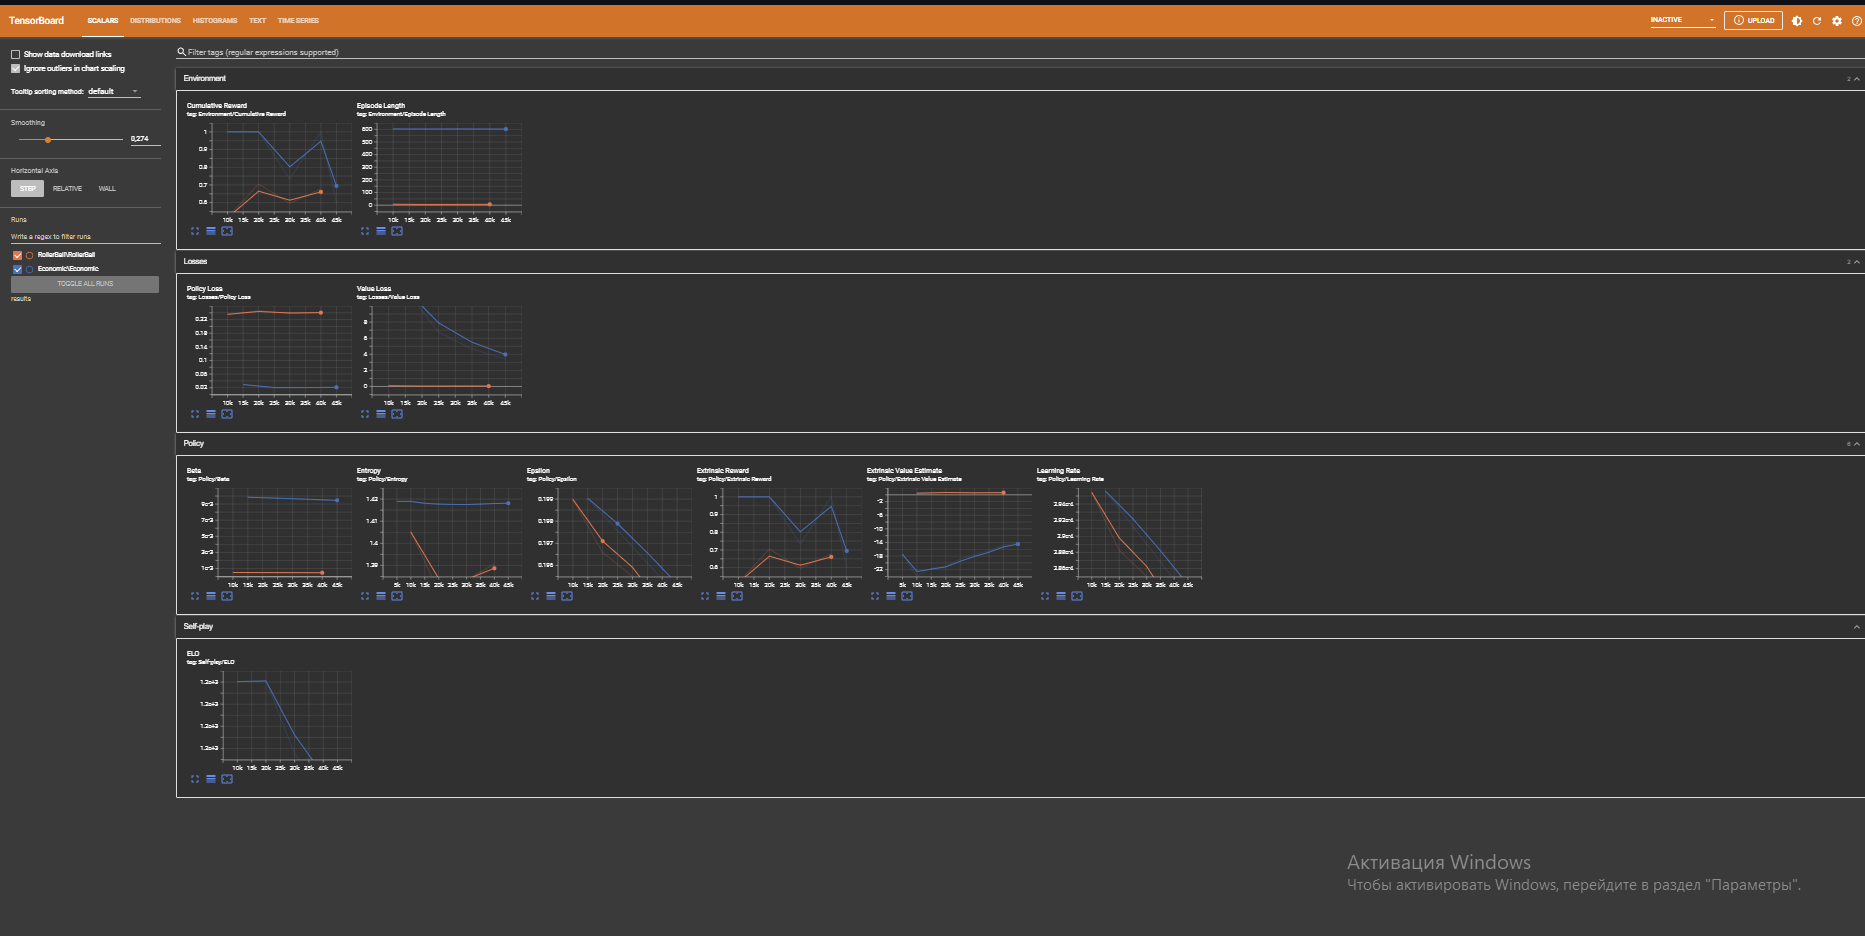 TensorBoard SCALARS DISTRIBUTIONS HISTOGRAMS TEXT TIME SERIES INACTIVE UPLOAD
Show data download links
Ignore outliers in chart scaling
Tooltip sorting method: default
Smoothing
0,274
Horizontal Axis
STEP RELATIVE WALL
Runs
Write a regex to filter runs
RollerBall\RollerBall
Economic\Economic
TOGGLE ALL RUNS
results
Filter tags (regular expressions supported)
Environment
2
Cumulative Reward
tag: Environment/Cumulative Reward
1
0.9
0.8
0.7
0.6
10k 15k 20k 25k 30k 35k 40k 45k
Episode Length
tag: Environment/Episode Length
600
500
400
300
200
100
0
10k 15k 20k 25k 30k 35k 40k 45k
Losses
2
Policy Loss
tag: Losses/Policy Loss
0.22
0.18
0.14
0.1
0.06
0.02
10k 15k 20k 25k 30k 35k 40k 45k
Value Loss
tag: Losses/Value Loss
8
6
4
2
0
10k 15k 20k 25k 30k 35k 40k 45k
Policy
6
Beta
tag: Policy/Beta
9e-3
7e-3
5e-3
3e-3
1e-3
10k 15k 20k 25k 30k 35k 40k 45k
Entropy
tag: Policy/Entropy
1.42
1.41
1.4
1.39
5k 10k 15k 20k 25k 30k 35k 40k 45k
Epsilon
tag: Policy/Epsilon
0.199
0.198
0.197
0.196
10k 15k 20k 25k 30k 35k 40k 45k
Extrinsic Reward
tag: Policy/Extrinsic Reward
1
0.9
0.8
0.7
0.6
10k 15k 20k 25k 30k 35k 40k 45k
Extrinsic Value Estimate
tag: Policy/Extrinsic Value Estimate
-2
-6
-10
-14
-18
-22
5k 10k 15k 20k 25k 30k 35k 40k 45k
Learning Rate
tag: Policy/Learning Rate
2.94e-4
2.92e-4
2.9e-4
2.88e-4
2.86e-4
10k 15k 20k 25k 30k 35k 40k 45k
Self-play
ELO
tag: Self-play/ELO
1.2e+3
1.2e+3
1.2e+3
1.2e+3
10k 15k 20k 25k 30k 35k 40k 45k
Активация Windows
Чтобы активировать Windows, перейдите в раздел "Параметры".